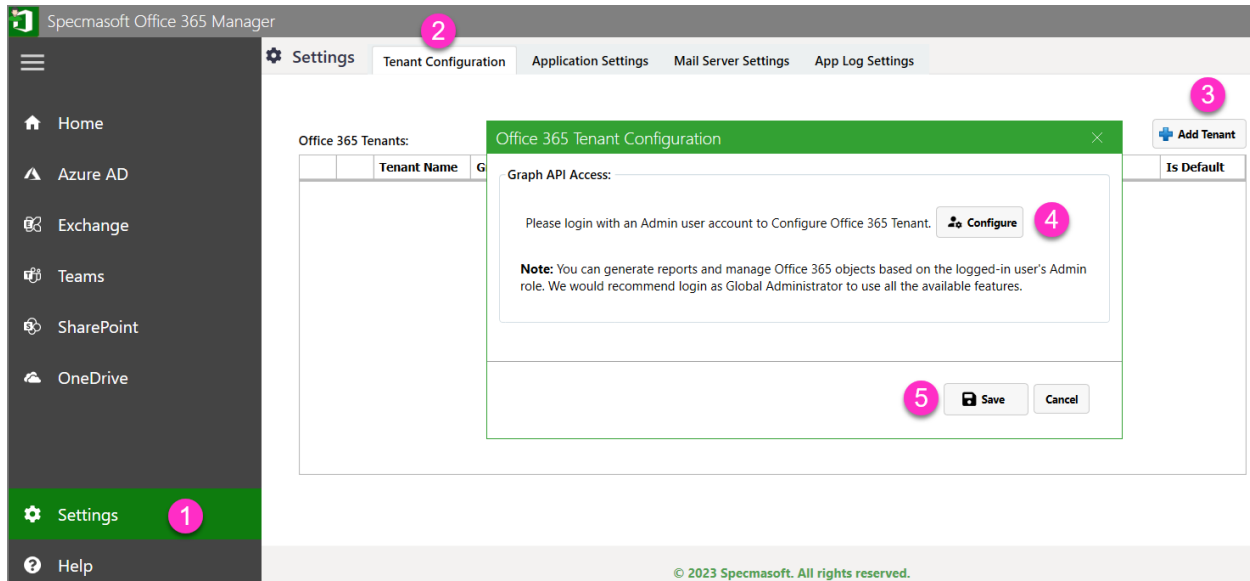 Specmasoft Office 365 Manager
2
Settings
Tenant Configuration
Application Settings
Mail Server Settings
App Log Settings
3
Home
Azure AD
Exchange
Teams
SharePoint
OneDrive
Office 365 Tenants:
Add Tenant
Tenant Name
G
Is Default
Office 365 Tenant Configuration
Graph API Access:
Please login with an Admin user account to Configure Office 365 Tenant.
Configure
4
Note: You can generate reports and manage Office 365 objects based on the logged-in user's Admin
role. We would recommend login as Global Administrator to use all the available features.
5
Save
Cancel
Settings
1
Help
© 2023 Specmasoft. All rights reserved.